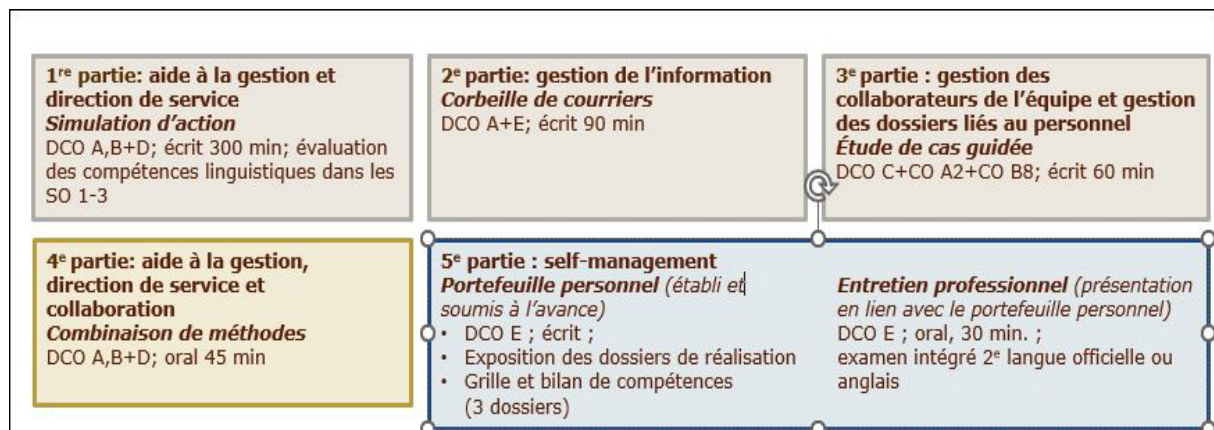 1re partie: aide à la gestion et
direction de service
Simulation d'action
DCO A,B+D; écrit 300 min; évaluation
des compétences linguistiques dans les
SO 1-3
2e partie: gestion de l'information
Corbeille de courriers
DCO A+E; écrit 90 min
3e partie : gestion des
collaborateurs de l'équipe et gestion
des dossiers liés au personnel
Étude de cas guidée
DCO C+CO A2+CO B8; écrit 60 min
4e partie: aide à la gestion,
direction de service et
collaboration
Combinaison de méthodes
DCO A,B+D; oral 45 min
5e partie : self-management
Portefeuille personnel (établi et
soumis à l'avance)
• DCO E ; écrit ;
• Exposition des dossiers de réalisation
• Grille et bilan de compétences
(3 dossiers)
Entretien professionnel (présentation
en lien avec le portefeuille personnel)
DCO E ; oral, 30 min. ;
examen intégré 2e langue officielle ou
anglais